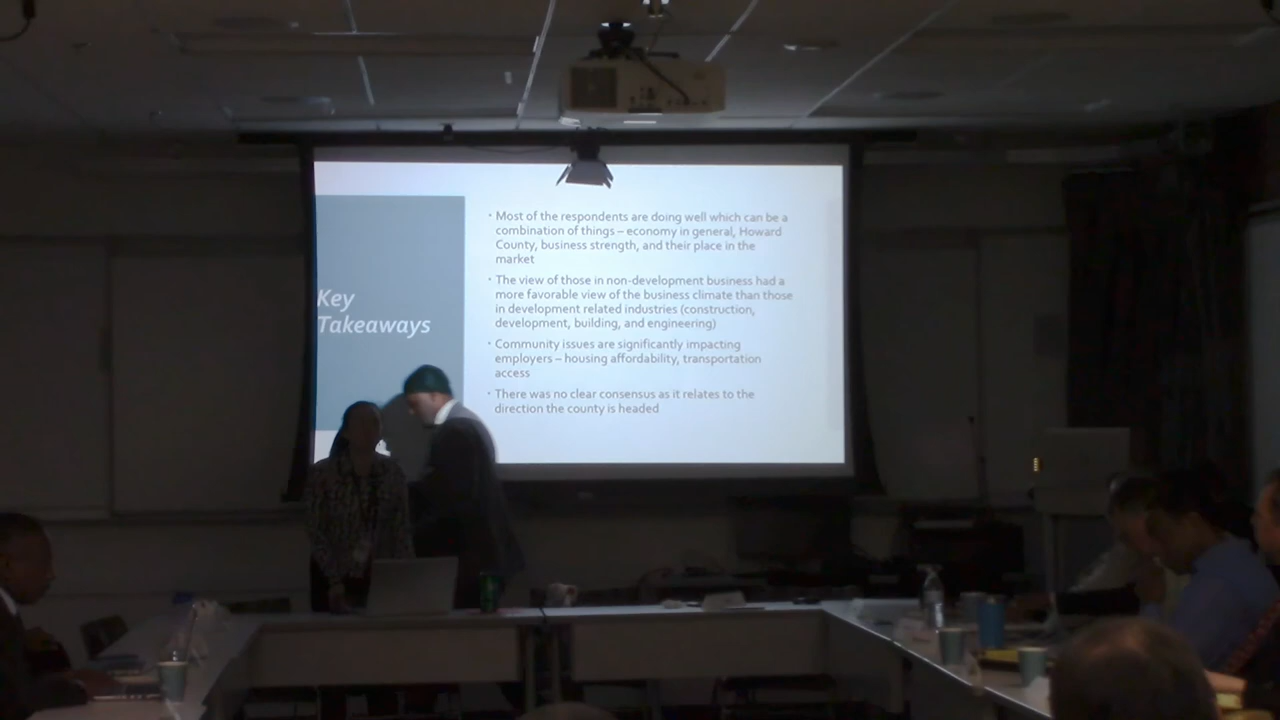 Key
Takeaways
• Most of the respondents are doing well which can be a
combination of things – economy in general, Howard
County, business strength, and their place in the
market
• The view of those in non-development business had a
more favorable view of the business climate than those
in development related industries (construction,
development, building, and engineering)
• Community issues are significantly impacting
employers – housing affordability, transportation
access
• There was no clear consensus as it relates to the
direction the county is headed